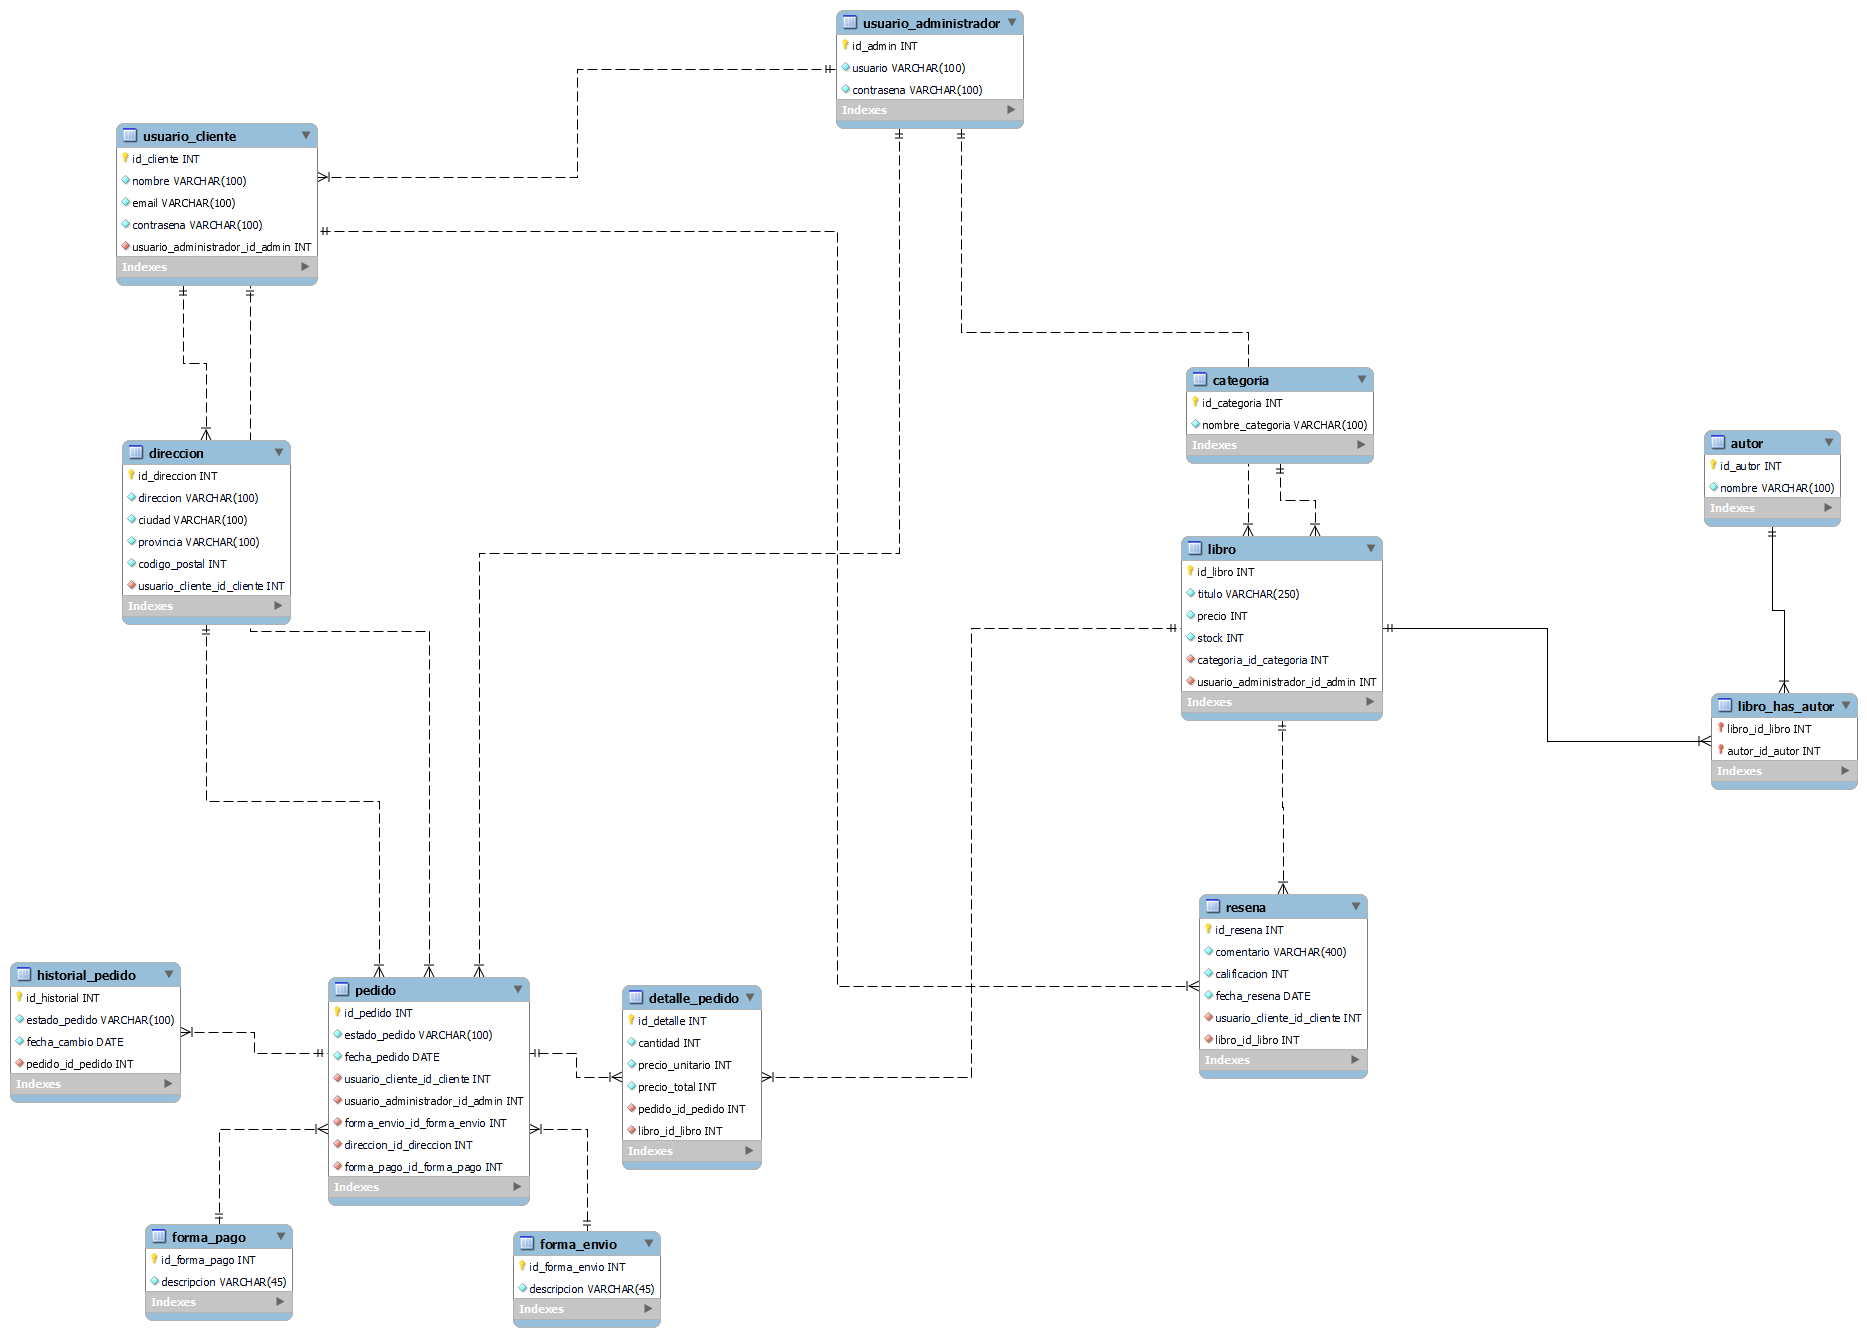 usuario_administrador
id_admin INT
usuario VARCHAR(100)
contrasena VARCHAR(100)
Indexes
usuario_cliente
id_cliente INT
nombre VARCHAR(100)
email VARCHAR(100)
contrasena VARCHAR(100)
usuario_administrador_id_admin INT
Indexes
categoria
id_categoria INT
nombre_categoria VARCHAR(100)
Indexes
autor
id_autor INT
nombre VARCHAR(100)
Indexes
direccion
id_direccion INT
direccion VARCHAR(100)
ciudad VARCHAR(100)
provincia VARCHAR(100)
codigo_postal INT
usuario_cliente_id_cliente INT
Indexes
libro
id_libro INT
titulo VARCHAR(250)
precio INT
stock INT
categoria_id_categoria INT
usuario_administrador_id_admin INT
Indexes
libro_has_autor
libro_id_libro INT
autor_id_autor INT
Indexes
resena
id_resena INT
comentario VARCHAR(400)
calificacion INT
fecha_resena DATE
usuario_cliente_id_cliente INT
libro_id_libro INT
Indexes
historial_pedido
id_historial INT
estado_pedido VARCHAR(100)
fecha_cambio DATE
pedido_id_pedido INT
Indexes
pedido
id_pedido INT
estado_pedido VARCHAR(100)
fecha_pedido DATE
usuario_cliente_id_cliente INT
usuario_administrador_id_admin INT
forma_envio_id_forma_envio INT
direccion_id_direccion INT
forma_pago_id_forma_pago INT
Indexes
detalle_pedido
id_detalle INT
cantidad INT
precio_unitario INT
precio_total INT
pedido_id_pedido INT
libro_id_libro INT
Indexes
forma_pago
id_forma_pago INT
descripcion VARCHAR(45)
Indexes
forma_envio
id_forma_envio INT
descripcion VARCHAR(45)
Indexes